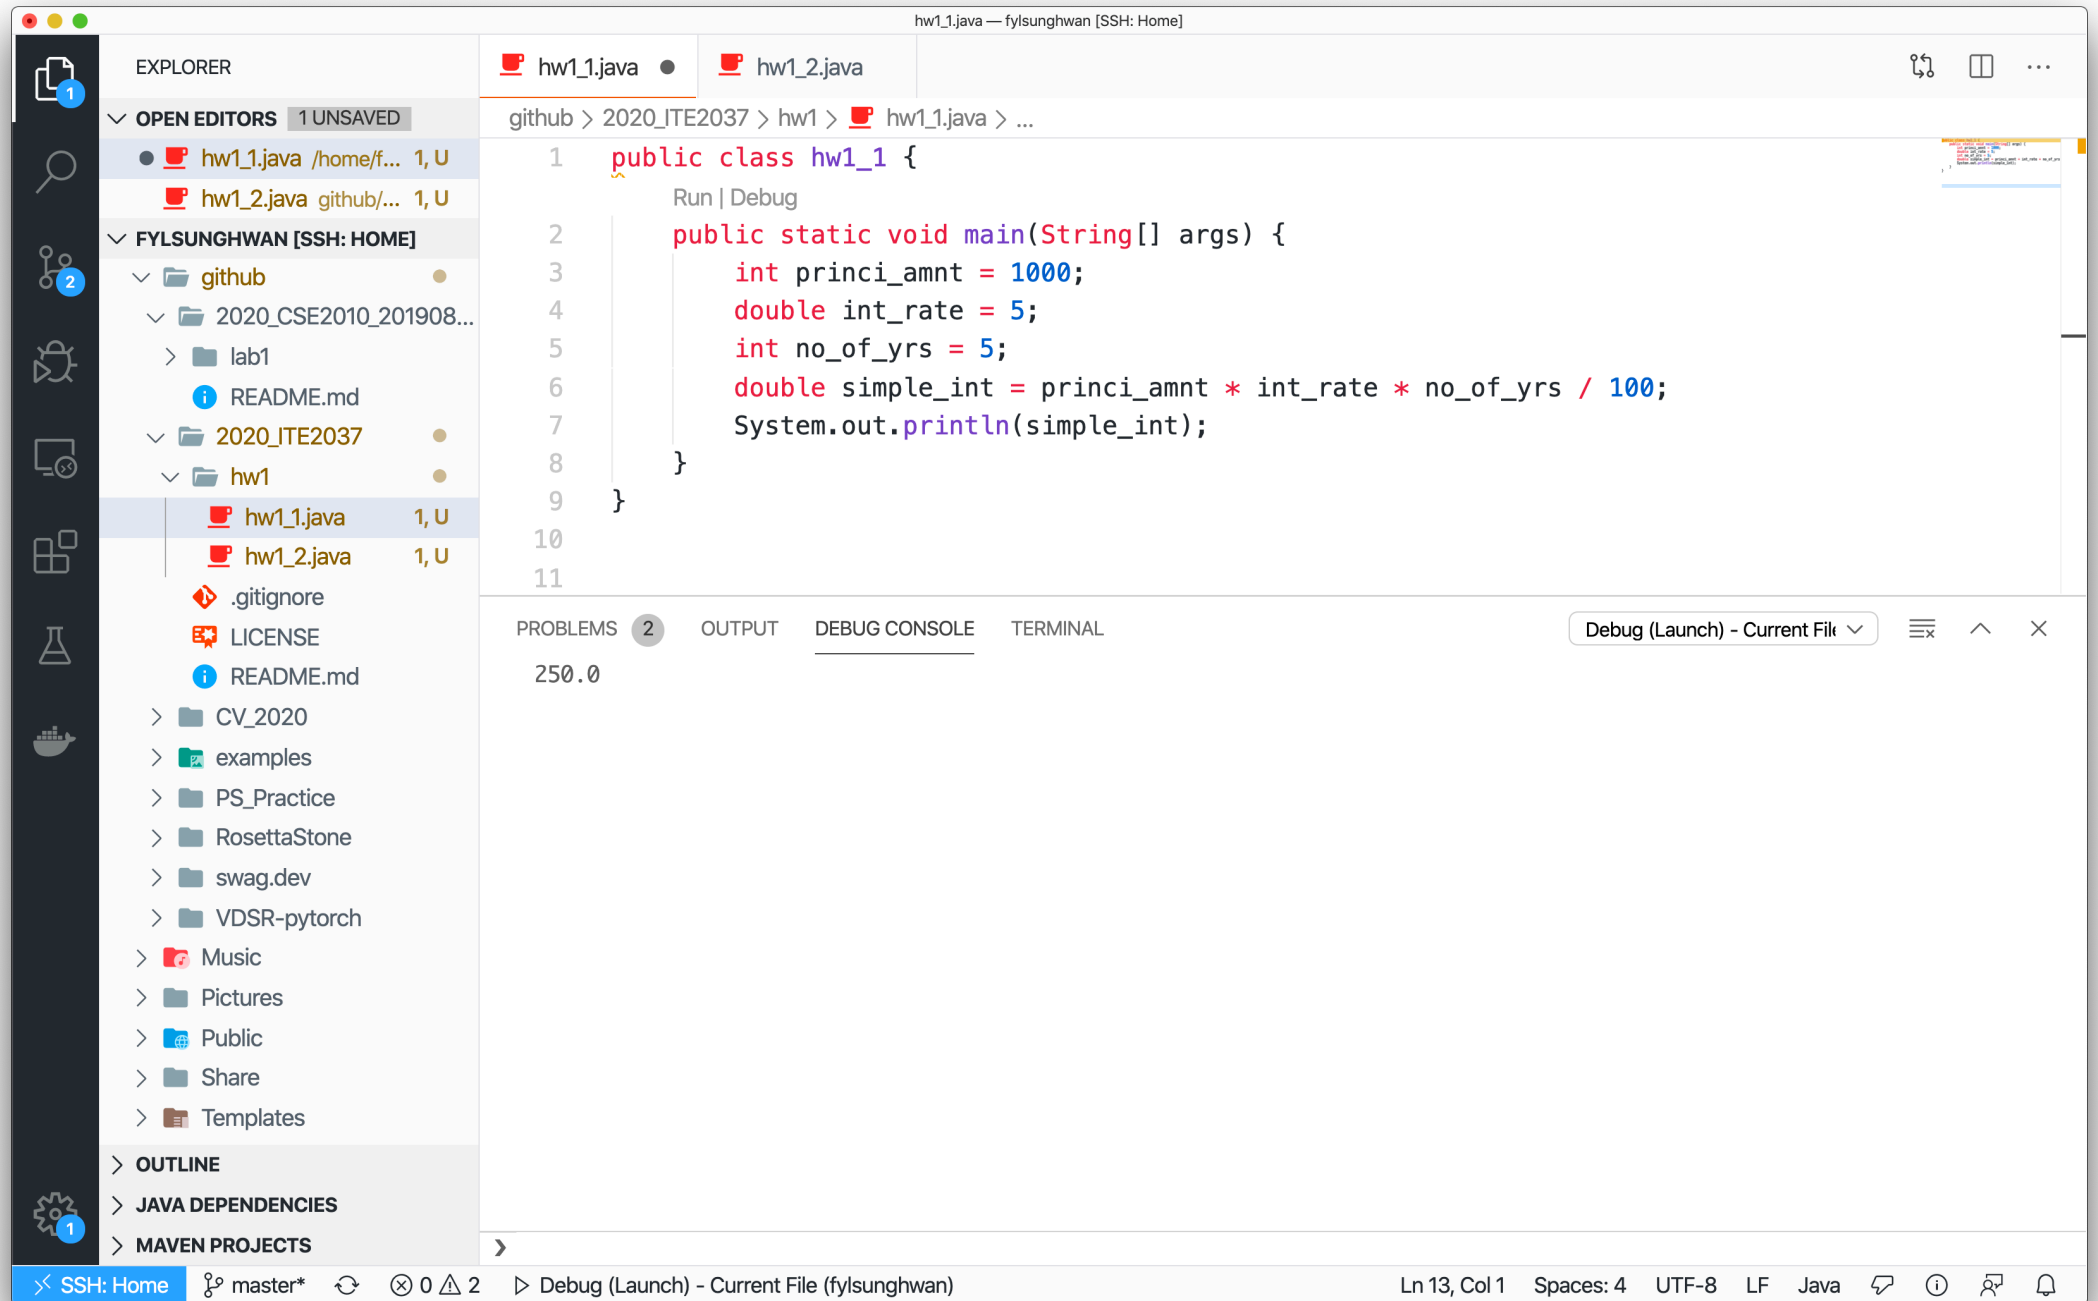 hw1_1.java — fylsunghwan [SSH: Home]
EXPLORER
OPEN EDITORS 1 UNSAVED
hw1_1.java /home/f... 1, U
hw1_2.java github/... 1, U
FYLSUNGHWAN [SSH: HOME]
github
2020_CSE2010_201908...
lab1
README.md
2020_ITE2037
hw1
hw1_1.java 1, U
hw1_2.java 1, U
.gitignore
LICENSE
README.md
CV_2020
examples
PS_Practice
RosettaStone
swag.dev
VDSR-pytorch
Music
Pictures
Public
Share
Templates
OUTLINE
JAVA DEPENDENCIES
MAVEN PROJECTS
1
2
1
hw1_1.java hw1_2.java
github > 2020_ITE2037 > hw1 > hw1_1.java > ...
1 public class hw1_1 {
Run | Debug
2 public static void main(String[] args) {
3 int princi_amnt = 1000;
4 double int_rate = 5;
5 int no_of_yrs = 5;
6 double simple_int = princi_amnt * int_rate * no_of_yrs / 100;
7 System.out.println(simple_int);
8 }
9 }
10
11
PROBLEMS 2 OUTPUT DEBUG CONSOLE TERMINAL Debug (Launch) - Current File
250.0
SSH: Home master* 0 2 Debug (Launch) - Current File (fylsunghwan) Ln 13, Col 1 Spaces: 4 UTF-8 LF Java